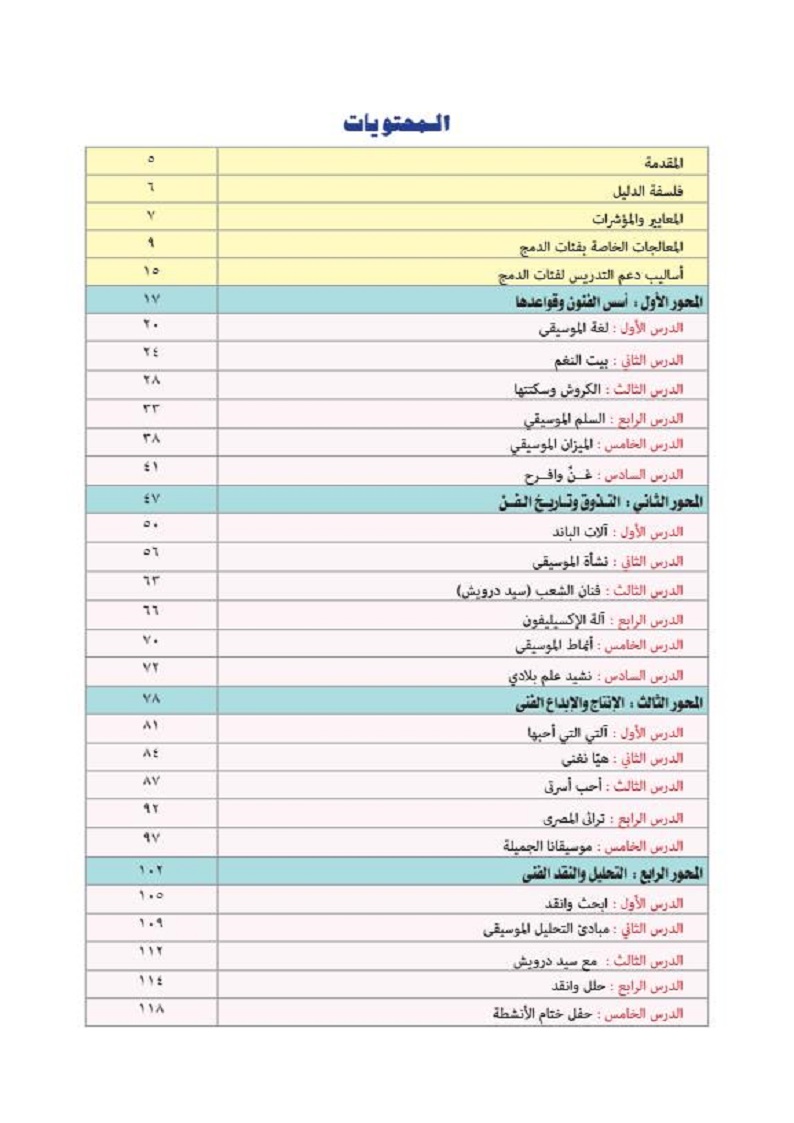 المحتويات
المقدمة ٥
فلسفة الدليل ٦
المعايير والمؤشرات ٧
المعالجات الخاصة بفئات الدمج ٩
أساليب دعم التدريس لفئات الدمج ١٥
المحور الأول : أسس الفنون وقواعدها ١٧
الدرس الأول : لغة الموسيقى ٢٠
الدرس الثاني : بيت النغم ٢٤
الدرس الثالث : الكروش وسكتتها ٢٨
الدرس الرابع : السلم الموسيقي ٣٣
الدرس الخامس : الميزان الموسيقي ٣٨
الدرس السادس : غــنِّ وافــرح ٤١
المحور الثاني : التـذوق وتـاريـخ الـفـن ٤٧
الدرس الأول : آلات الباند ٥٠
الدرس الثاني : نشأة الموسيقى ٥٦
الدرس الثالث : فنان الشعب (سيد درويش) ٦٣
الدرس الرابع : آلة الإكسيليفون ٦٦
الدرس الخامس : أنماط الموسيقى ٧٠
الدرس السادس : نشيد علم بلادي ٧٢
المحور الثالث : الإنتاج والإبداع الفنى ٧٨
الدرس الأول : آلتي التي أحبها ٨١
الدرس الثاني : هيّا نغنى ٨٤
الدرس الثالث : أحب أسرتى ٨٧
الدرس الرابع : تراثى المصرى ٩٢
الدرس الخامس : موسيقانا الجميلة ٩٧
المحور الرابع : التحليل والنقد الفنى ١٠٢
الدرس الأول : ابحث وانقد ١٠٥
الدرس الثاني : مبادئ التحليل الموسيقى ١٠٩
الدرس الثالث : مع سيد درويش ١١٢
الدرس الرابع : حلل وانقد ١١٤
الدرس الخامس : حفل ختام الأنشطة ١١٨